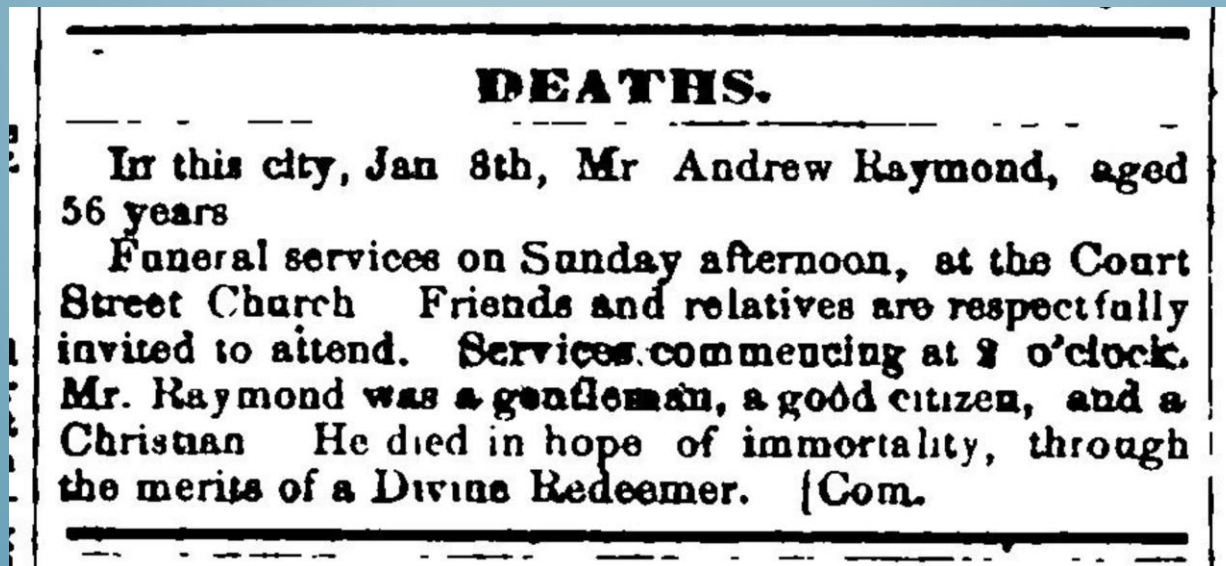 DEATHS.
In this city, Jan 8th, Mr Andrew Raymond, aged
56 years
Funeral services on Sunday afternoon, at the Court
Street Church Friends and relatives are respectfully
invited to attend. Services commencing at 2 o'clock.
Mr. Raymond was a gentleman, a good citizen, and a
Christian He died in hope of immortality, through
the merits of a Divine Redeemer. [Com.